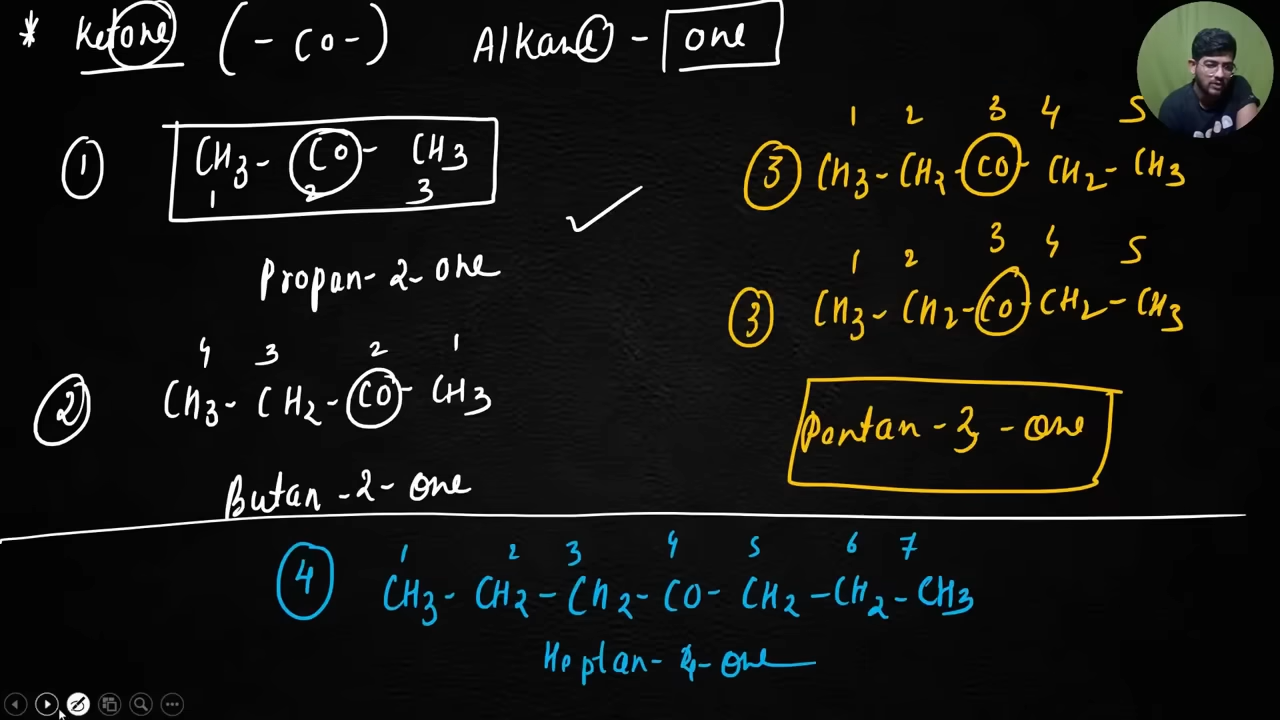 * Ketone (- CO -) Alkane - one
1 CH3 - CO - CH3
1 2 3
Propan - 2 - one
4 3 2 1
2 CH3 - CH2 - CO - CH3
Butan - 2 - one
1 2 3 4 5
3 CH3 - CH2 - CO - CH2 - CH3
1 2 3 4 5
3 CH3 - CH2 - CO - CH2 - CH3
Pentan - 3 - one
1 2 3 4 5 6 7
4 CH3 - CH2 - CH2 - CO - CH2 - CH2 - CH3
Heptan - 4 - one